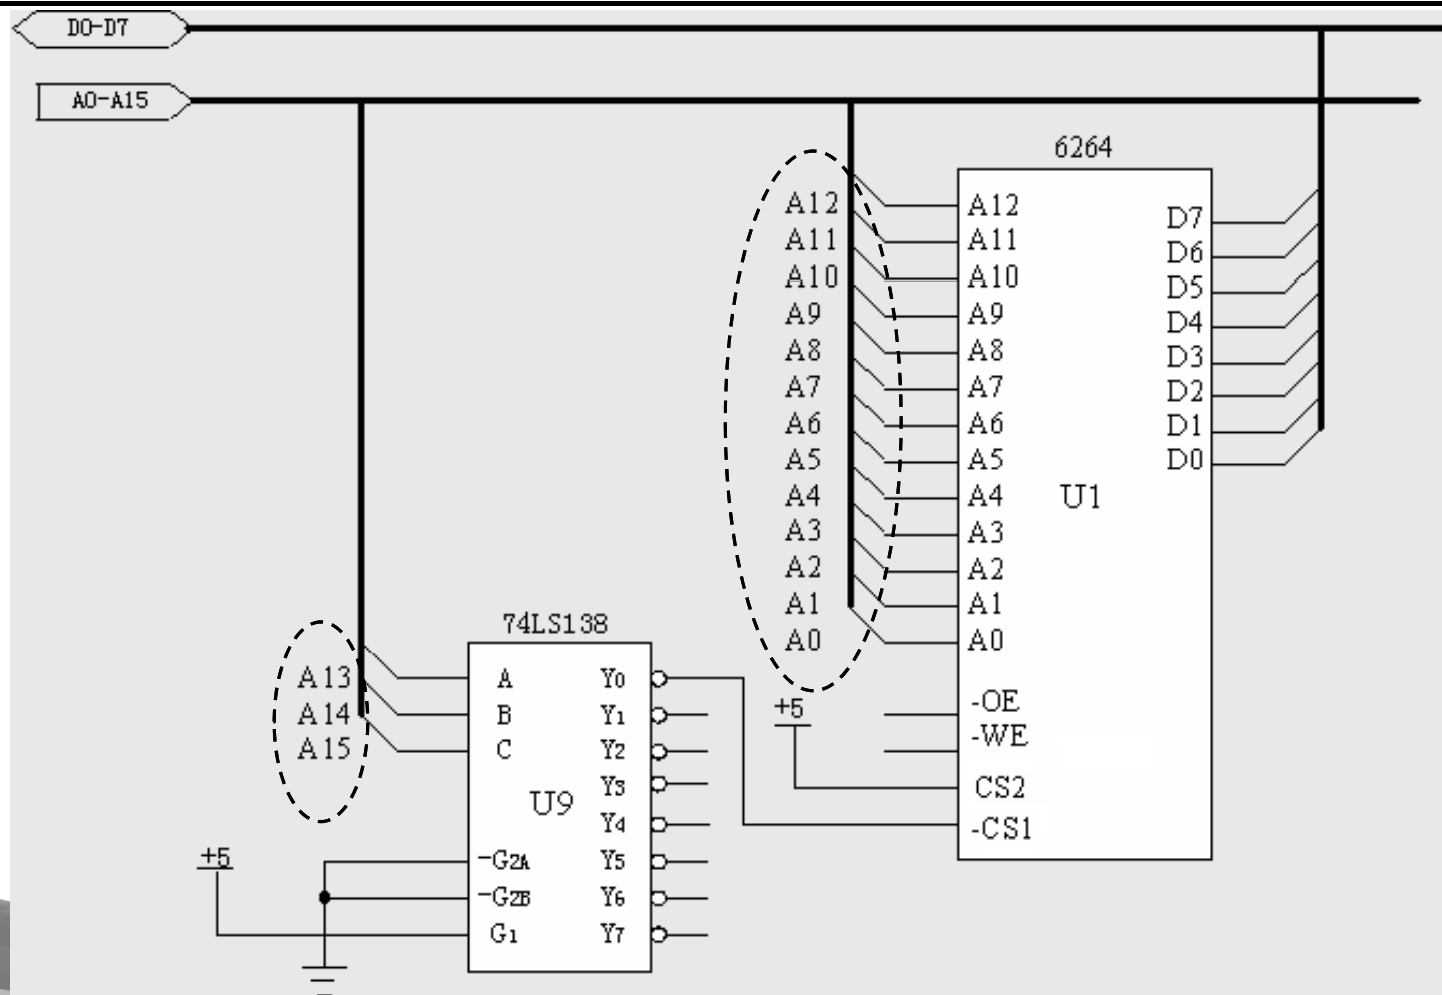 D0-D7
A0-A15
6264
A12
A11
A10
A9
A8
A7
A6
A5
A4
A3
A2
A1
A0
A12
A11
A10
A9
A8
A7
A6
A5
A4
A3
A2
A1
A0
-OE
-WE
CS2
-CS1
U1
D7
D6
D5
D4
D3
D2
D1
D0
+5
74LS138
A13
A14
A15
A
B
C
U9
-G2A
-G2B
G1
Y0
Y1
Y2
Y3
Y4
Y5
Y6
Y7
+5